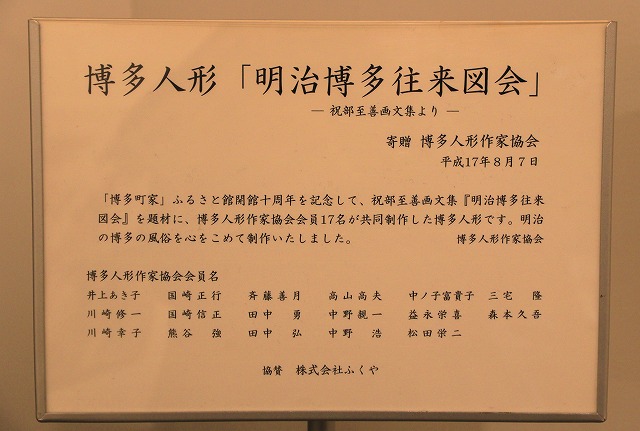 博多人形「明治博多往来図会」
― 祝部至善画文集より ―
寄贈 博多人形作家協会
平成17年８月７日
「博多町家」ふるさと館開館十周年を記念して、祝部至善画文集『明治博多往来
図会』を題材に、博多人形作家協会会員17名が共同制作した博多人形です。明治
の博多の風俗を心をこめて制作いたしました。 博多人形作家協会
博多人形作家協会会員名
井上あき子 国崎正行 斉藤善月 高山高夫 中ノ子富貴子 三宅 隆
川崎修一 国崎信正 田中 勇 中野親一 益永栄喜 森本久吾
川崎幸子 熊谷 強 田中 弘 中野 浩 松田栄二
協賛 株式会社ふくや